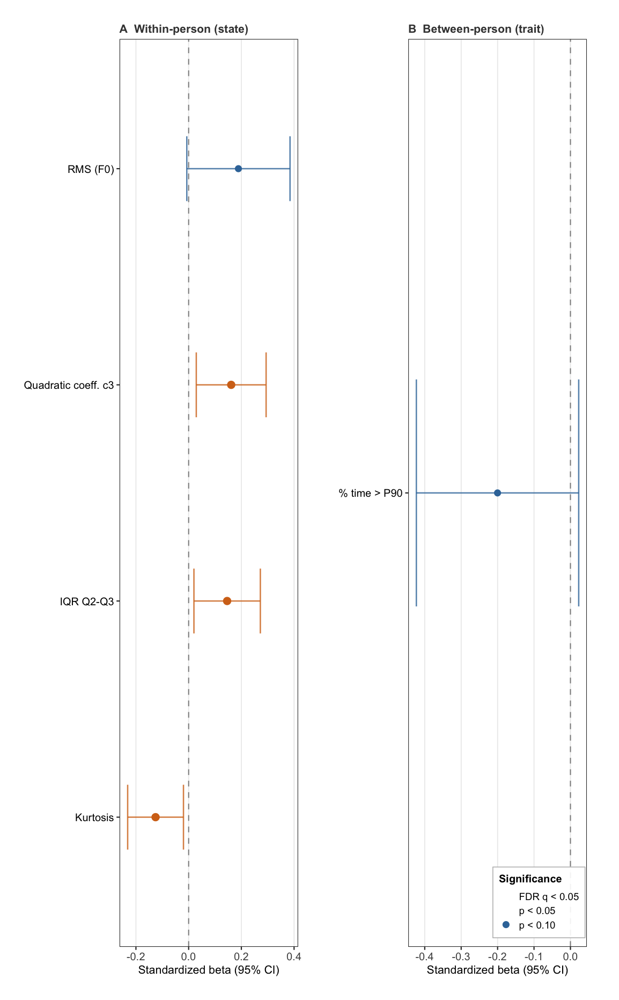 A Within-person (state)
RMS (F0)
Quadratic coeff. c3
IQR Q2-Q3
Kurtosis
-0.2 0.0 0.2 0.4
Standardized beta (95% CI)
B Between-person (trait)
% time > P90
Significance
FDR q < 0.05
p < 0.05
p < 0.10
-0.4 -0.3 -0.2 -0.1 0.0
Standardized beta (95% CI)